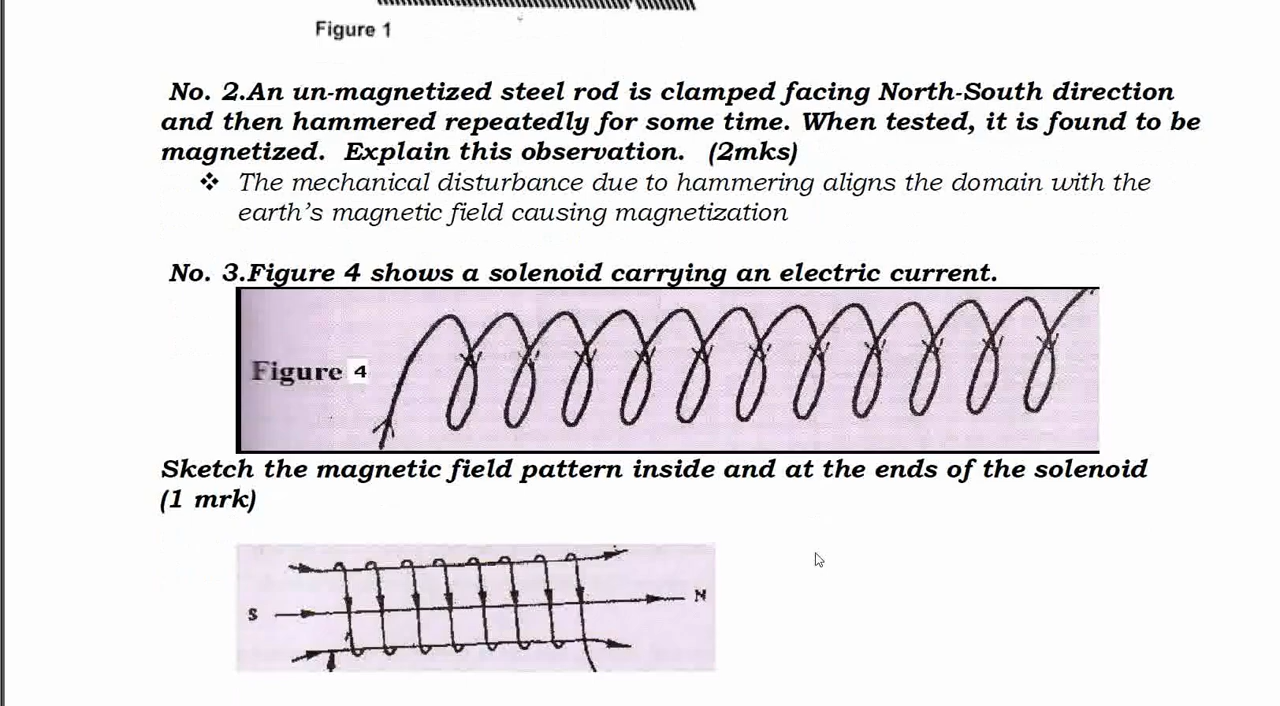 Figure 1
No. 2.An un-magnetized steel rod is clamped facing North-South direction
and then hammered repeatedly for some time. When tested, it is found to be
magnetized. Explain this observation. (2mks)
❖ The mechanical disturbance due to hammering aligns the domain with the
earth's magnetic field causing magnetization
No. 3.Figure 4 shows a solenoid carrying an electric current.
Figure 4
Sketch the magnetic field pattern inside and at the ends of the solenoid
(1 mrk)
S N